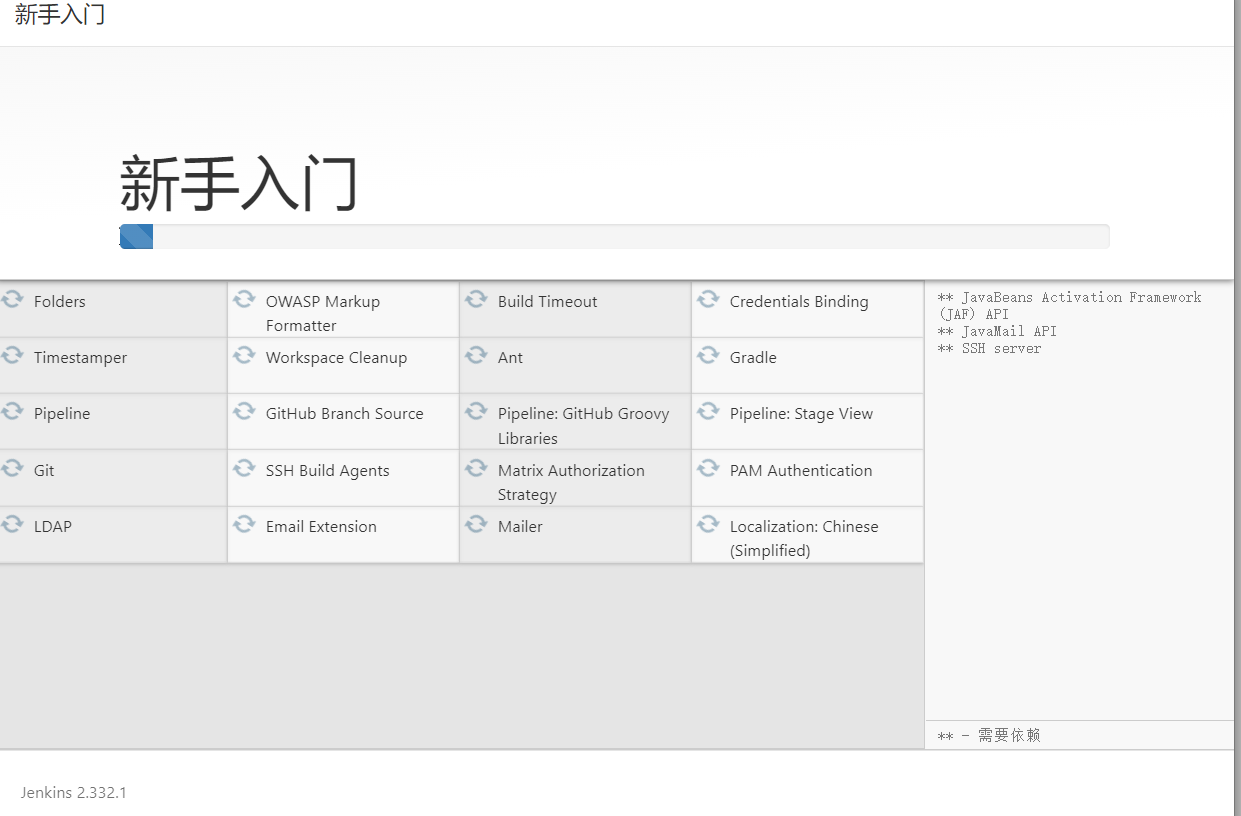 新手入门
新手入门
Folders
OWASP Markup
Formatter
Build Timeout
Credentials Binding
Timestamper
Workspace Cleanup
Ant
Gradle
Pipeline
GitHub Branch Source
Pipeline: GitHub Groovy
Libraries
Pipeline: Stage View
Git
SSH Build Agents
Matrix Authorization
Strategy
PAM Authentication
LDAP
Email Extension
Mailer
Localization: Chinese
(Simplified)
** JavaBeans Activation Framework
(JAF) API
** JavaMail API
** SSH server
** - 需要依赖
Jenkins 2.332.1